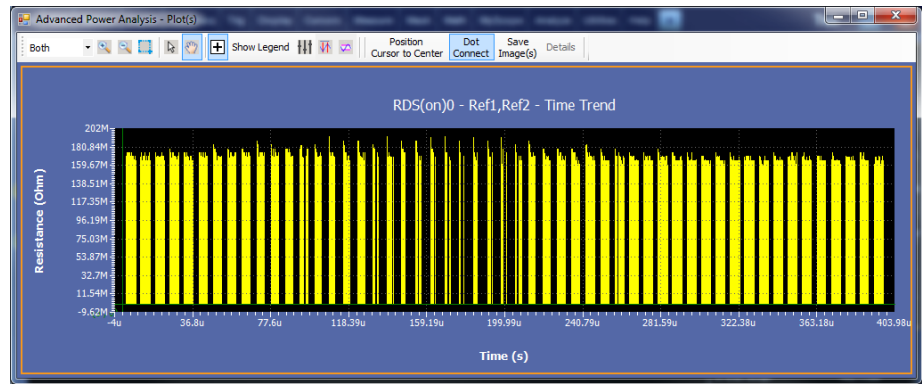 Advanced Power Analysis - Plot(s)
Both Show Legend Position Cursor to Center Dot Connect Save Image(s) Details
RDS(on)0 - Ref1,Ref2 - Time Trend
Resistance (Ohm)
202M
180.84M
159.67M
138.51M
117.35M
96.19M
75.03M
53.87M
32.7M
11.54M
-9.62M
-4u 36.8u 77.6u 118.39u 159.19u 199.99u 240.79u 281.59u 322.38u 363.18u 403.98u
Time (s)